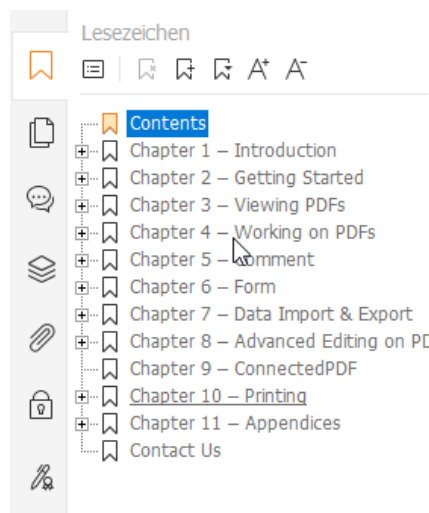 Lesezeichen
Contents
Chapter 1 – Introduction
Chapter 2 – Getting Started
Chapter 3 – Viewing PDFs
Chapter 4 – Working on PDFs
Chapter 5 – Comment
Chapter 6 – Form
Chapter 7 – Data Import & Export
Chapter 8 – Advanced Editing on PD
Chapter 9 – ConnectedPDF
Chapter 10 – Printing
Chapter 11 – Appendices
Contact Us